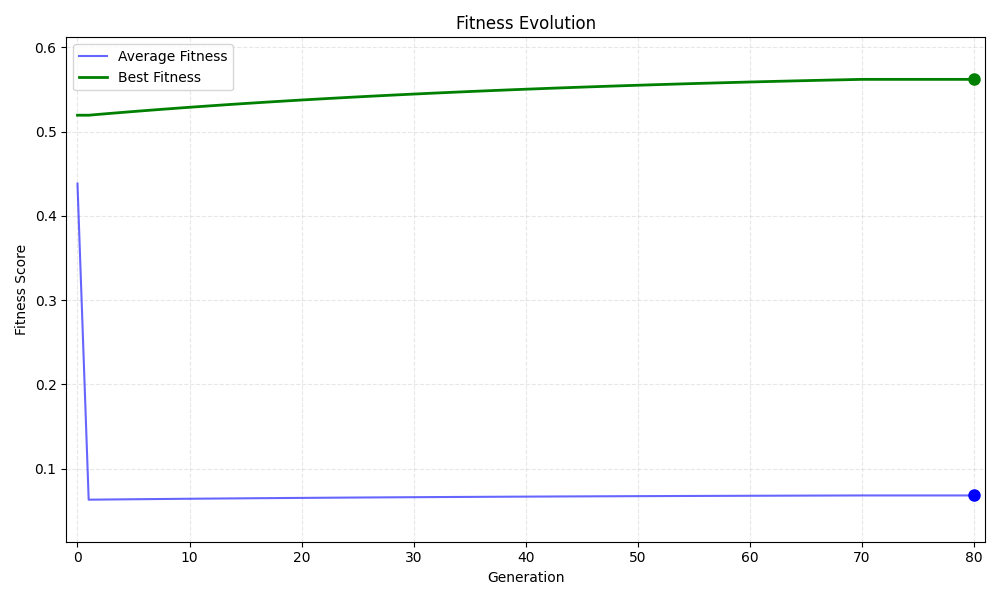 Fitness Evolution
Average Fitness
Best Fitness
0.6
0.5
0.4
0.3
0.2
0.1
Fitness Score
0 10 20 30 40 50 60 70 80
Generation